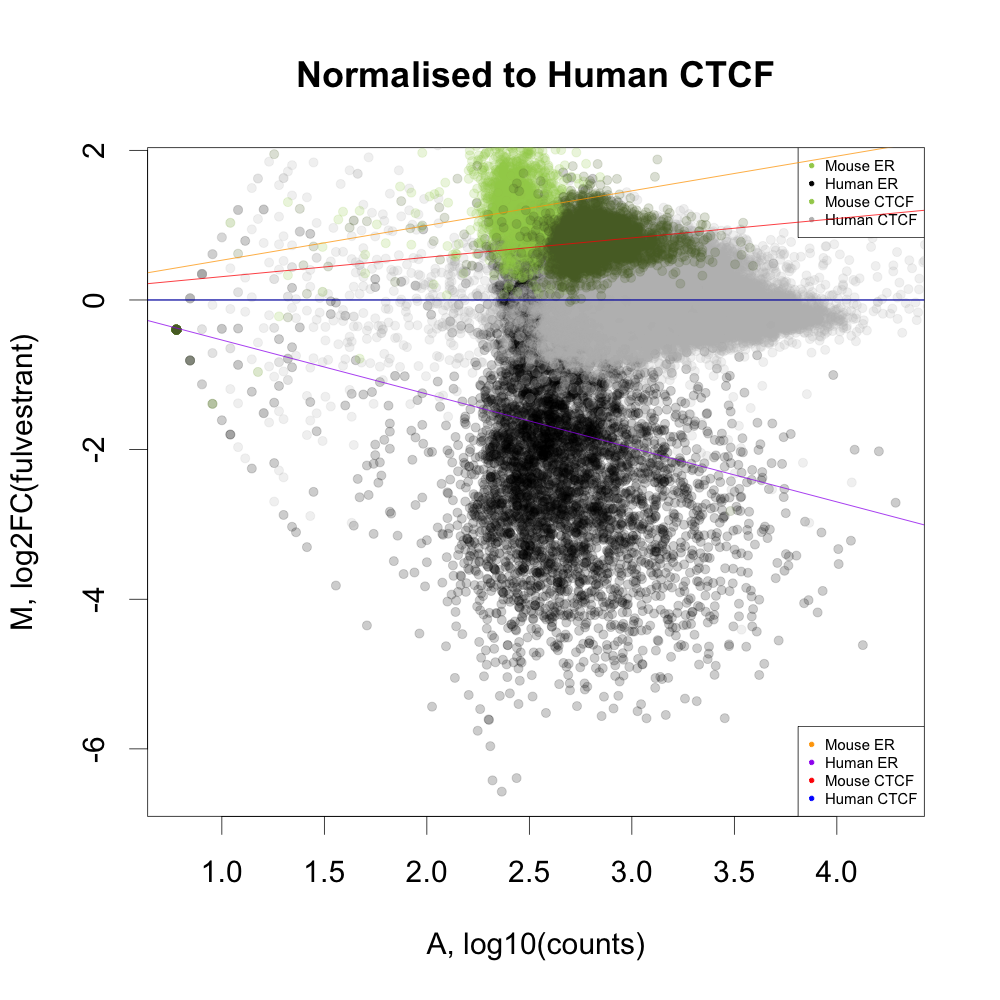 Normalised to Human CTCF
M, log2FC(fulvestrant)
2
0
-2
-4
-6
Mouse ER
Human ER
Mouse CTCF
Human CTCF
Mouse ER
Human ER
Mouse CTCF
Human CTCF
1.0 1.5 2.0 2.5 3.0 3.5 4.0
A, log10(counts)